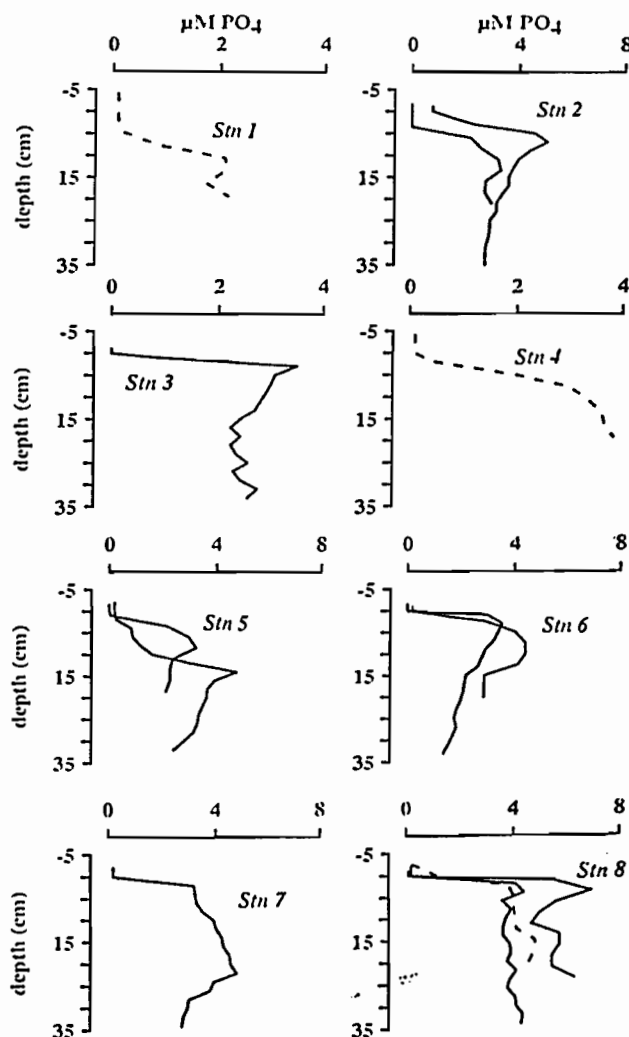 µM PO4 µM PO4
0 2 4 0 4 8
-5 15 35 depth (cm) Stn 1
-5 15 35 Stn 2
0 2 4 0 2 4
-5 15 35 depth (cm) Stn 3
-5 15 35 Stn 4
0 4 8 0 4 8
-5 15 35 depth (cm) Stn 5
-5 15 35 Stn 6
0 4 8 0 4 8
-5 15 35 depth (cm) Stn 7
-5 15 35 Stn 8